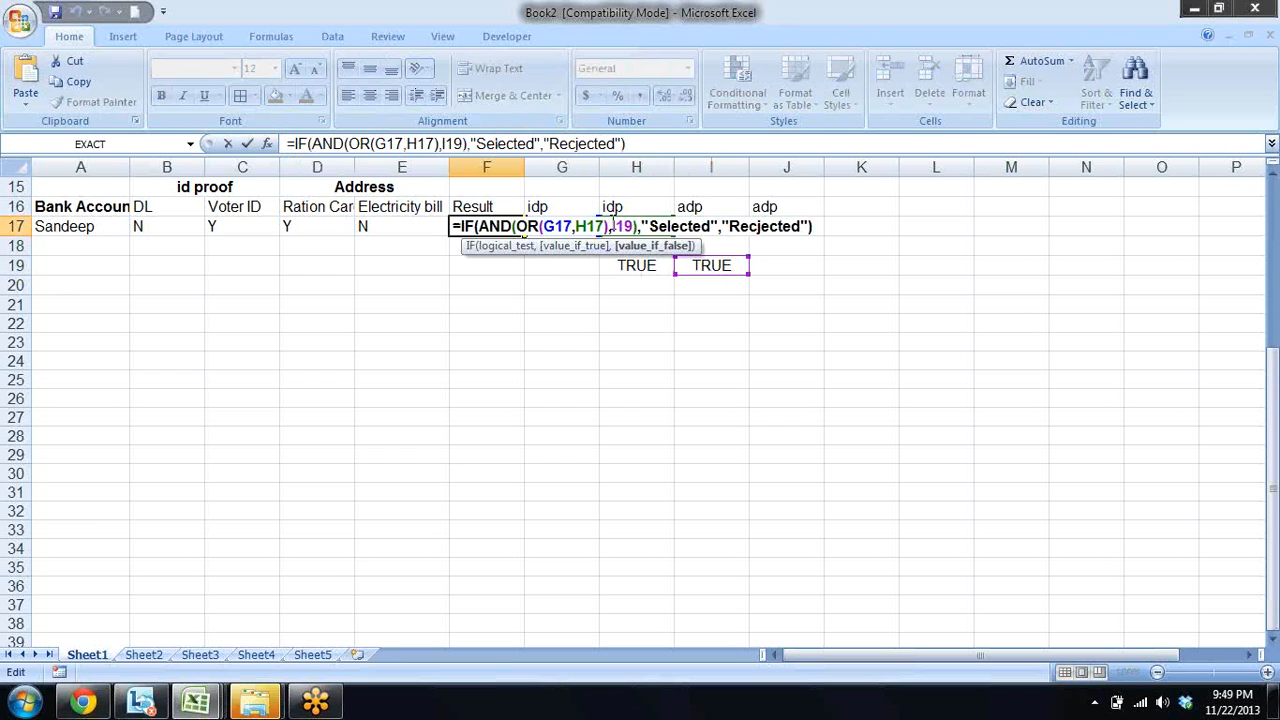 Book2 [Compatibility Mode] - Microsoft Excel
Home Insert Page Layout Formulas Data Review View Developer
Paste Cut Copy Format Painter Clipboard
12 A A B I U A Font
Wrap Text Merge & Center Alignment
General $ % , Number
Conditional Formatting Format as Table Cell Styles Styles
Insert Delete Format Cells
Σ AutoSum Fill Clear Sort & Filter Find & Select Editing
EXACT =IF(AND(OR(G17,H17),I19),"Selected","Recjected")
A B C D E F G H I J K L M N O P
15 id proof Address
16 Bank Accoun DL Voter ID Ration Car Electricity bill Result idp idp adp adp
17 Sandeep N Y Y N =IF(AND(OR(G17,H17),I19),"Selected","Recjected")
IF(logical_test, [value_if_true], [value_if_false])
18
19 TRUE TRUE
20
21
22
23
24
25
26
27
28
29
30
31
32
33
34
35
36
37
38
39
Sheet1 Sheet2 Sheet3 Sheet4 Sheet5
Edit
9:49 PM
11/22/2013